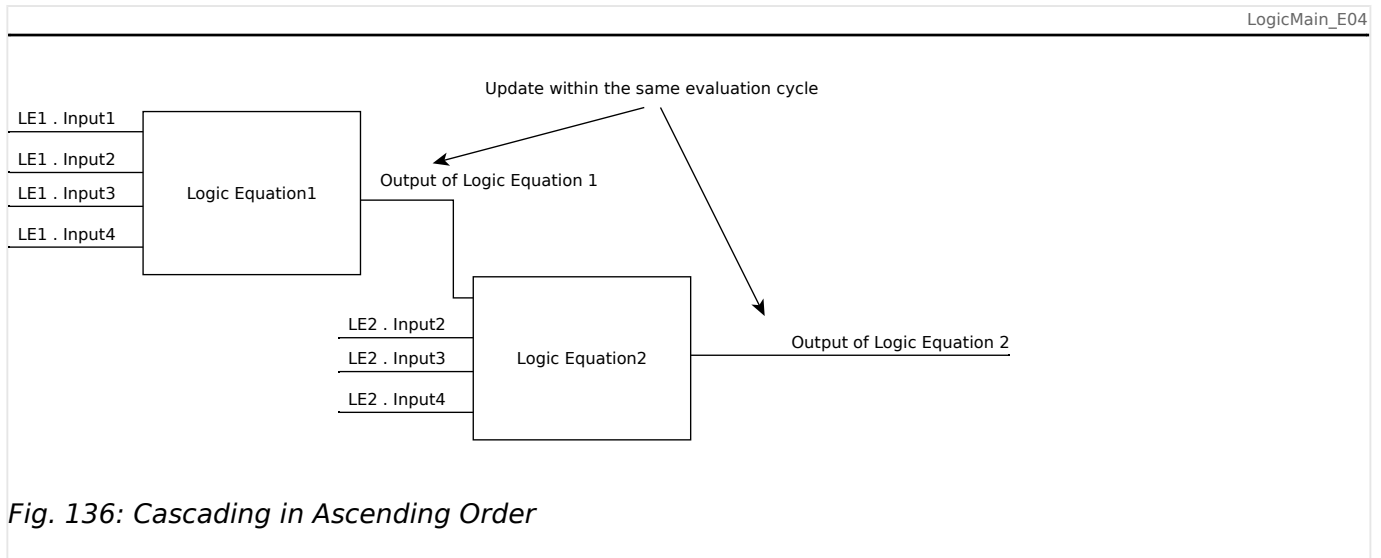 LogicMain_E04
Update within the same evaluation cycle
LE1 . Input1
LE1 . Input2
LE1 . Input3
LE1 . Input4
Logic Equation1
Output of Logic Equation 1
LE2 . Input2
LE2 . Input3
LE2 . Input4
Logic Equation2
Output of Logic Equation 2
Fig. 136: Cascading in Ascending Order